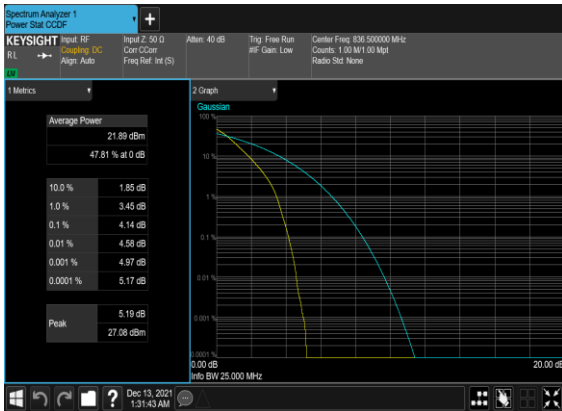 Spectrum Analyzer 1
Power Stat CCDF
+
KEYSIGHT
RL
LXI
Input: RF
Coupling: DC
Align: Auto
Input Z: 50 Ω
Corr CCorr
Freq Ref: Int (S)
Atten: 40 dB
Trig: Free Run
#IF Gain: Low
Center Freq: 836.500000 MHz
Counts: 1.00 M/1.00 Mpt
Radio Std: None
1 Metrics
Average Power
21.89 dBm
47.81 % at 0 dB
10.0 % 1.85 dB
1.0 % 3.45 dB
0.1 % 4.14 dB
0.01 % 4.58 dB
0.001 % 4.97 dB
0.0001 % 5.17 dB
Peak
5.19 dB
27.08 dBm
2 Graph
Gaussian
100 %
10 %
1 %
0.1 %
0.01 %
0.001 %
0.0001 %
0.00 dB 20.00 dB
Info BW 25.000 MHz
?
Dec 13, 2021
1:31:43 AM